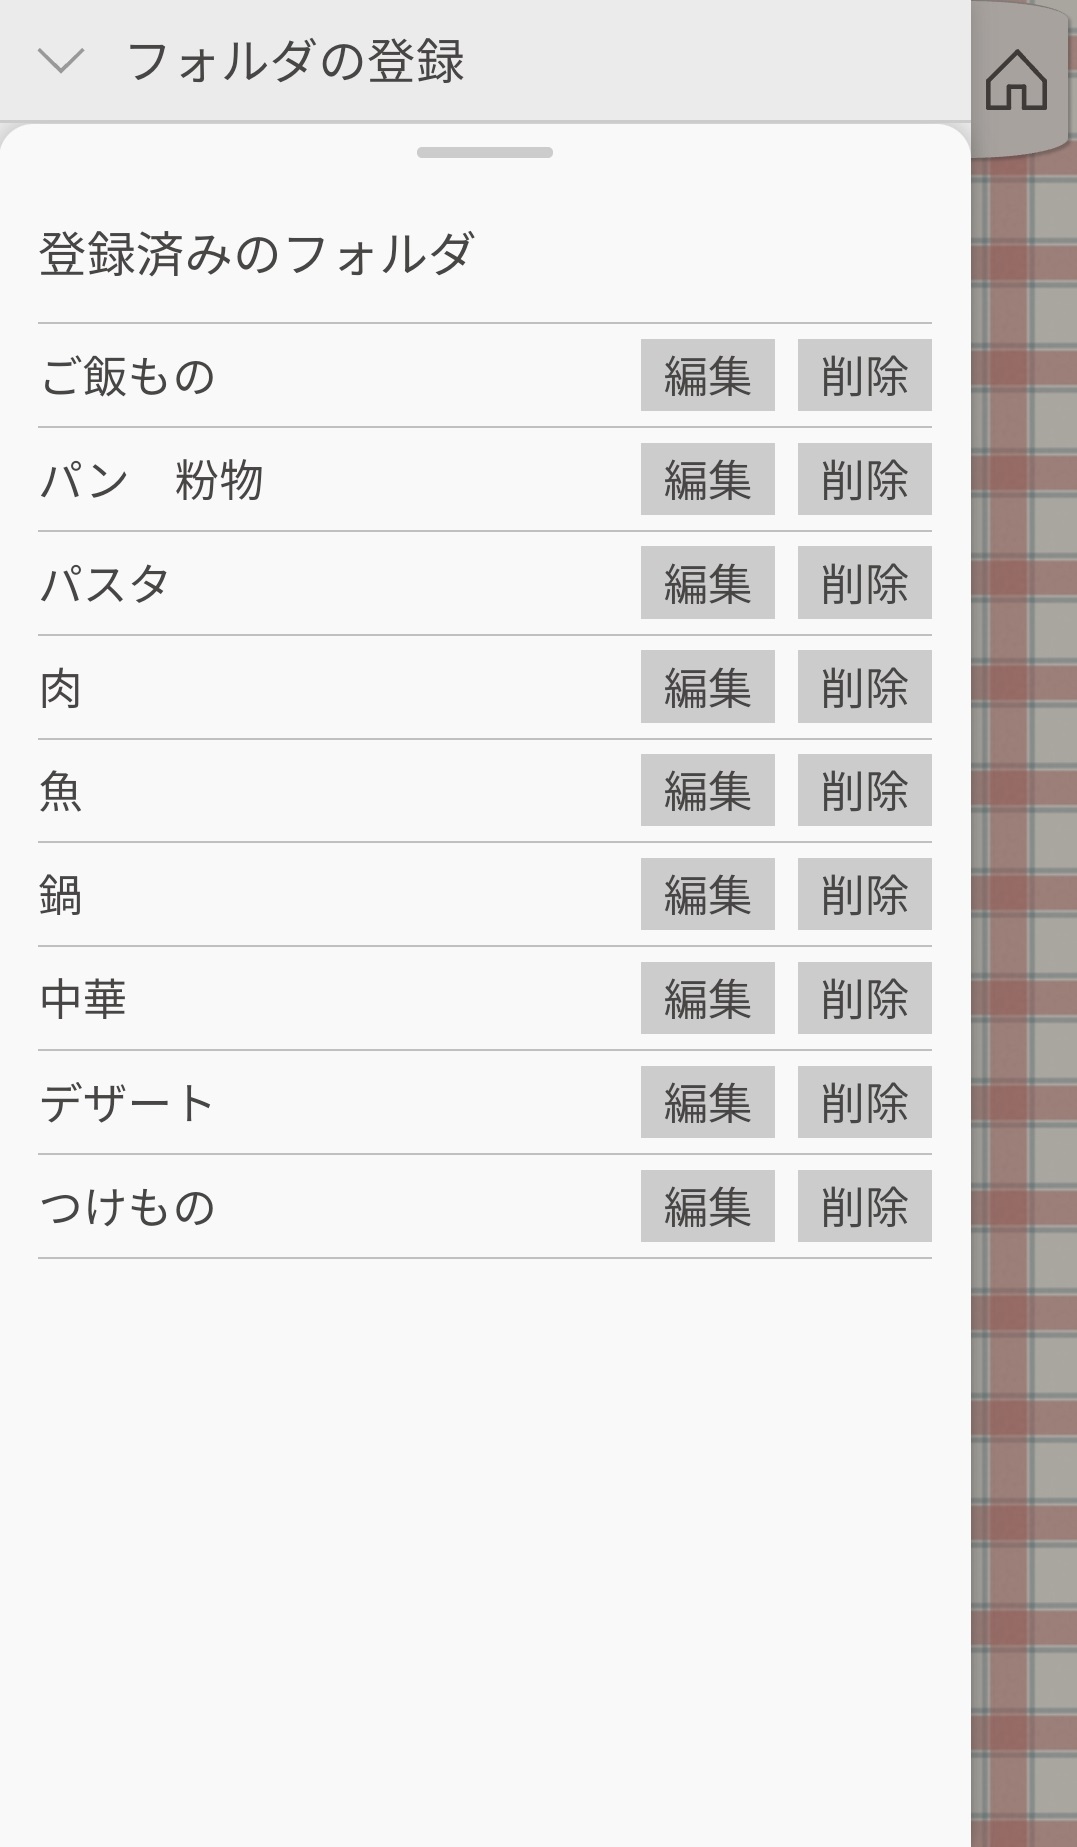 フォルダの登録
登録済みのフォルダ
ご飯もの 編集 削除
パン　粉物 編集 削除
パスタ 編集 削除
肉 編集 削除
魚 編集 削除
鍋 編集 削除
中華 編集 削除
デザート 編集 削除
つけもの 編集 削除